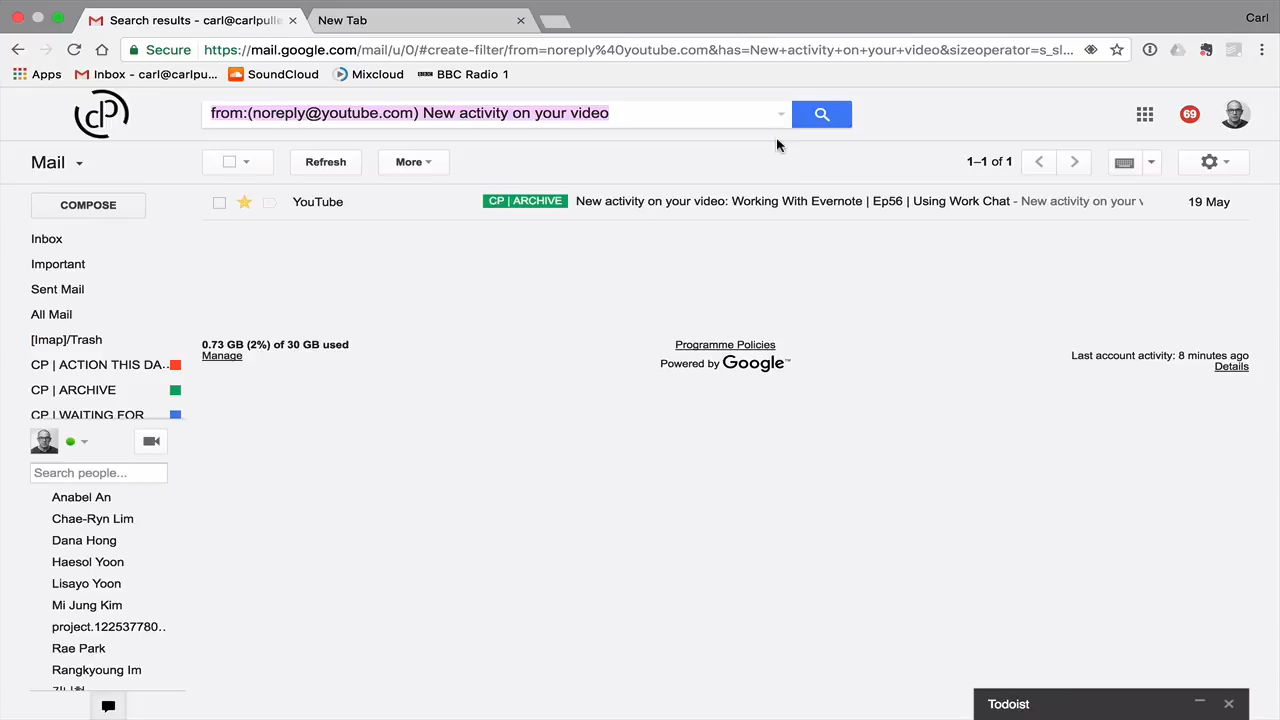 Search results - carl@carlpulle
New Tab
Carl
Secure
https://mail.google.com/mail/u/0/#create-filter/from=noreply%40youtube.com&has=New+activity+on+your+video&sizeoperator=s_sl...
Apps
Inbox - carl@carlpu...
SoundCloud
Mixcloud
BBC Radio 1
cp
from:(noreply@youtube.com) New activity on your video
69
Mail
Refresh
More
1–1 of 1
COMPOSE
YouTube
CP | ARCHIVE
New activity on your video: Working With Evernote | Ep56 | Using Work Chat - New activity on your v
19 May
Inbox
Important
Sent Mail
All Mail
[Imap]/Trash
CP | ACTION THIS DA..
CP | ARCHIVE
CP | WAITING FOR
0.73 GB (2%) of 30 GB used
Manage
Programme Policies
Powered by Google™
Last account activity: 8 minutes ago
Details
Search people...
Anabel An
Chae-Ryn Lim
Dana Hong
Haesol Yoon
Lisayo Yoon
Mi Jung Kim
project.122537780..
Rae Park
Rangkyoung Im
Todoist